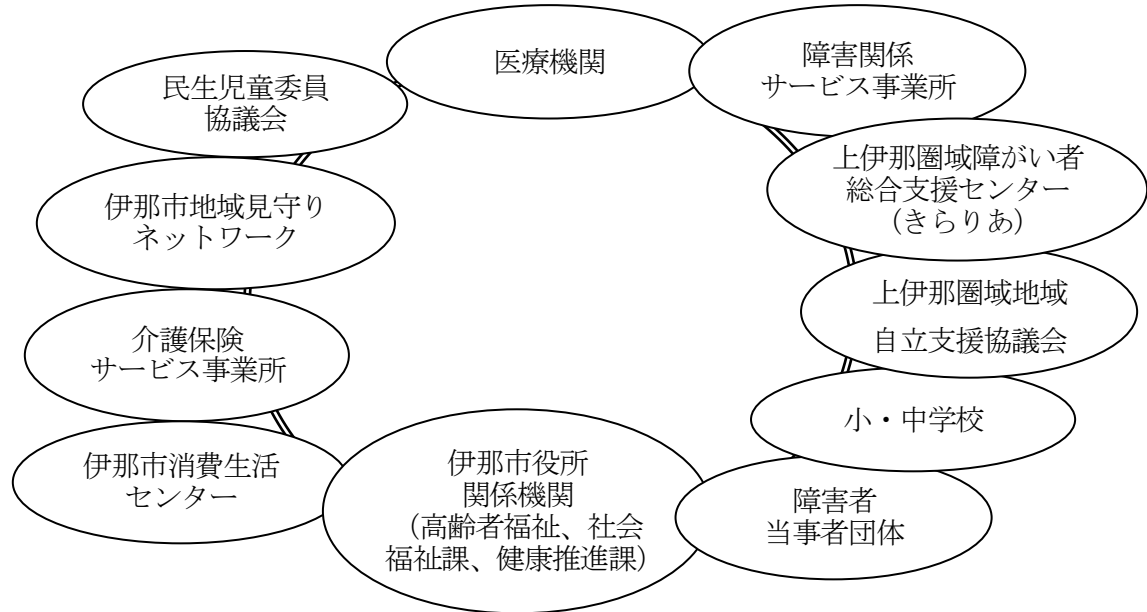 医療機関
障害関係
サービス事業所
民生児童委員
協議会
上伊那圏域障がい者
総合支援センター
（きらりあ）
伊那市地域見守り
ネットワーク
上伊那圏域地域
自立支援協議会
介護保険
サービス事業所
小・中学校
伊那市消費生活
センター
伊那市役所
関係機関
（高齢者福祉、社会
福祉課、健康推進課）
障害者
当事者団体